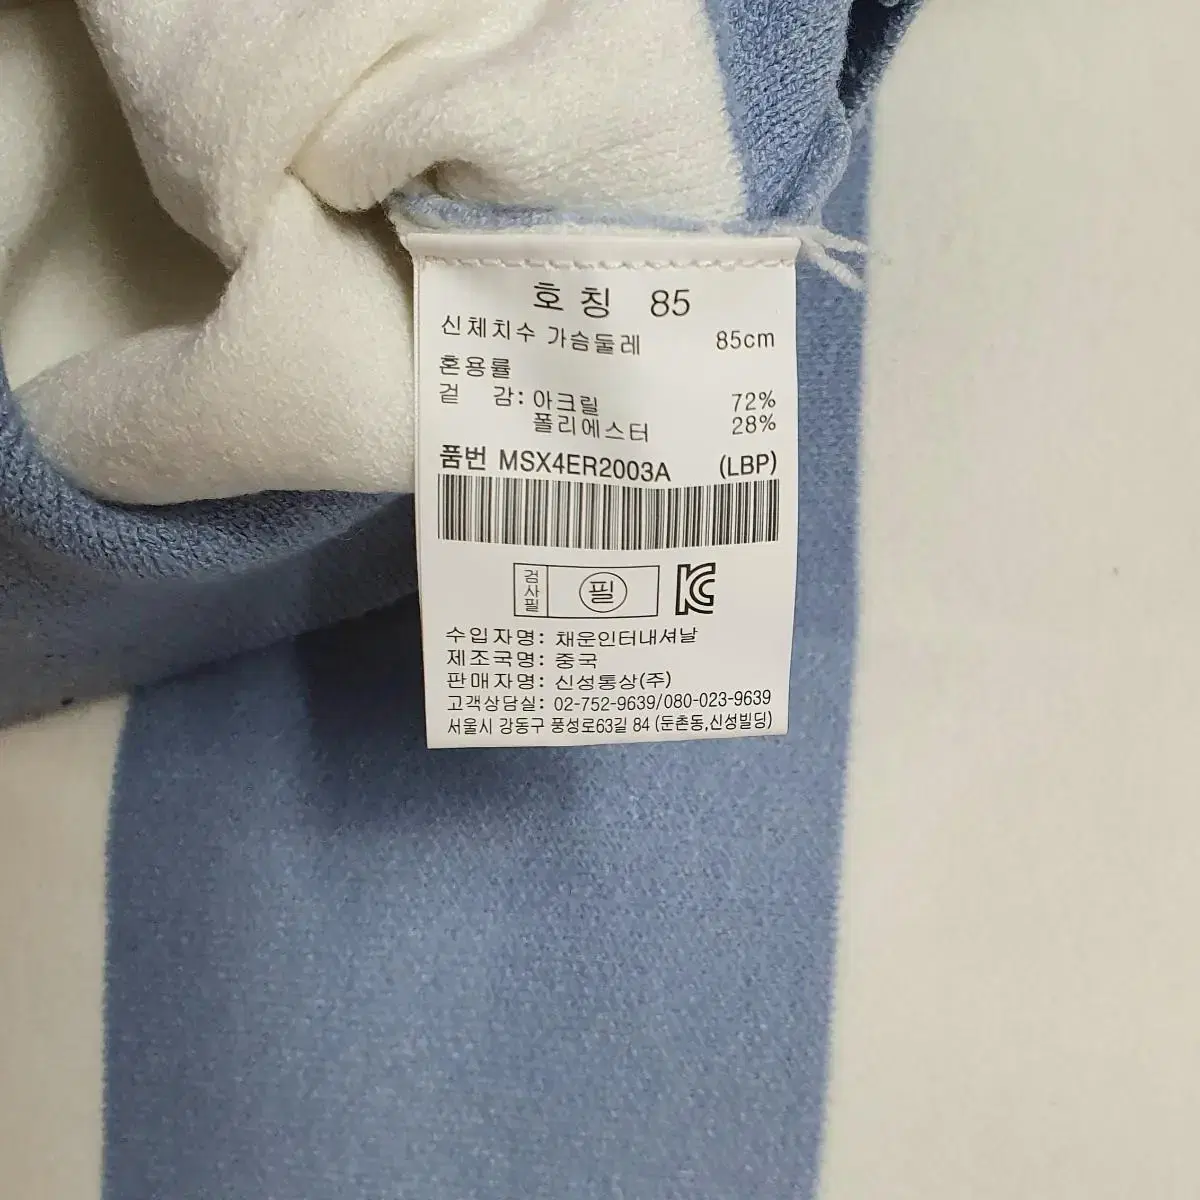 호칭 85
신체치수 가슴둘레 85cm
혼용률
겉 감: 아크릴 72%
폴리에스터 28%
품번 MSX4ER2003A (LBP)
검사필 필 KC
수입자명: 채운인터내셔날
제조국명: 중국
판매자명: 신성통상(주)
고객상담실: 02-752-9639/080-023-9639
서울시 강동구 풍성로63길 84 (둔촌동,신성빌딩)